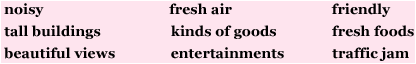 noisy fresh air friendly
tall buildings kinds of goods fresh foods
beautiful views entertainments traffic jam